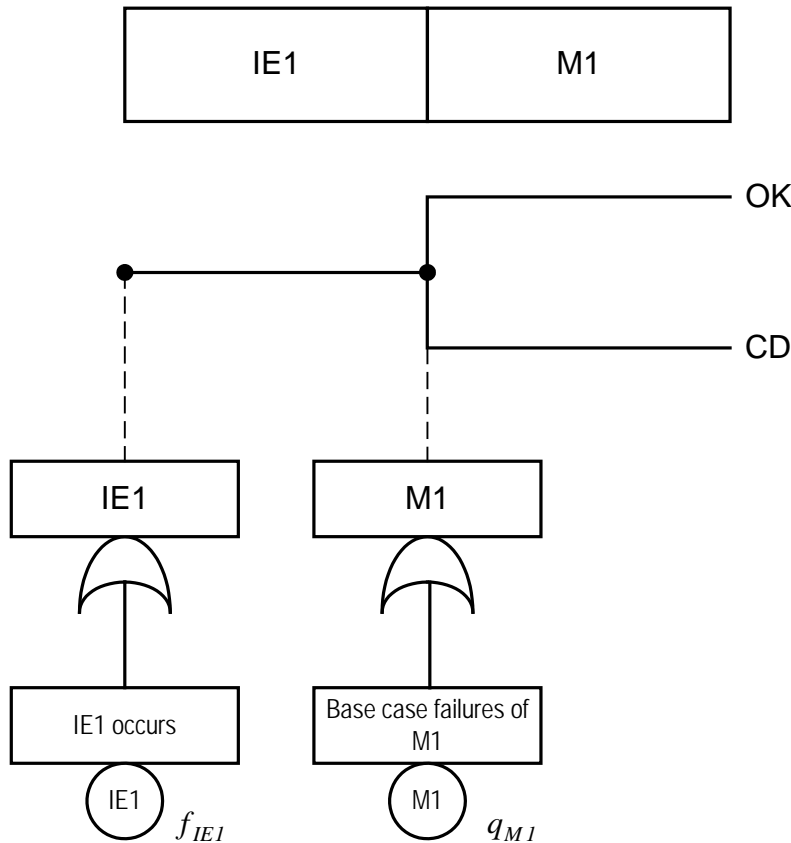 IE1 M1
OK
CD
IE1 M1
IE1 occurs
Base case failures of
M1
IE1 f_IE1 M1 q_M1